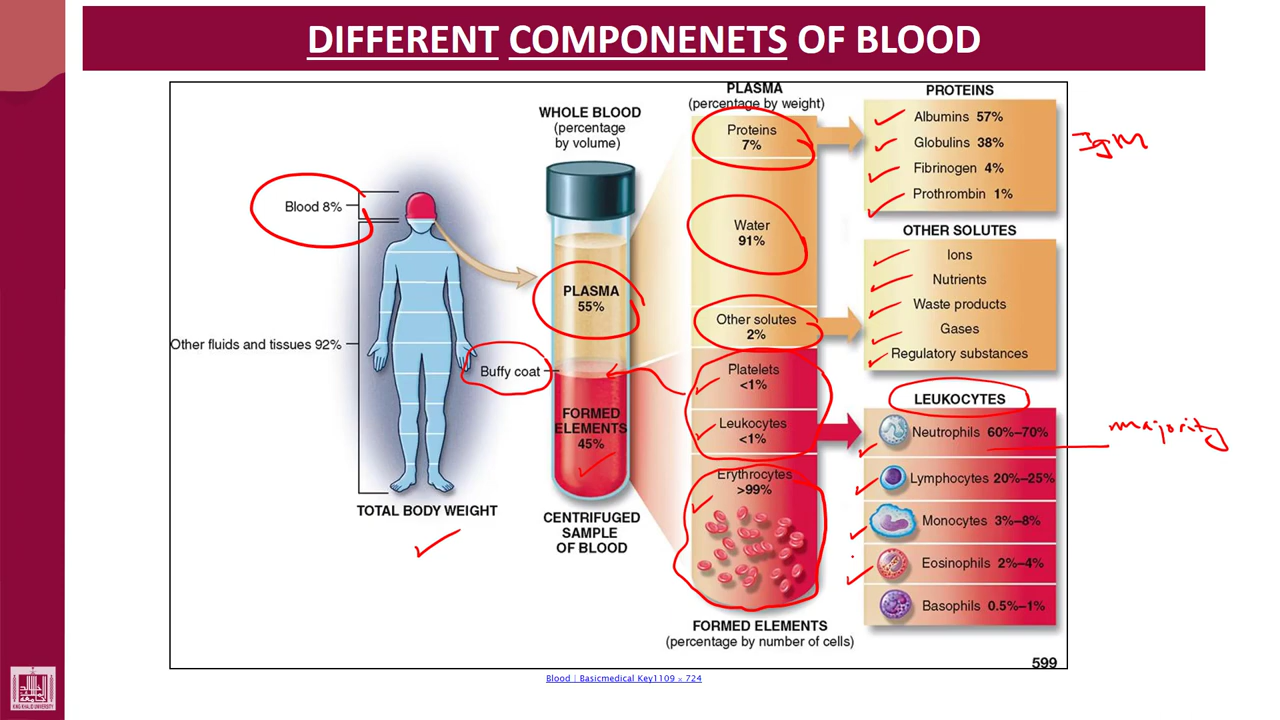 DIFFERENT COMPONENETS OF BLOOD
Blood 8%
Other fluids and tissues 92%
TOTAL BODY WEIGHT
WHOLE BLOOD
(percentage
by volume)
PLASMA
55%
Buffy coat
FORMED
ELEMENTS
45%
CENTRIFUGED
SAMPLE
OF BLOOD
PLASMA
(percentage by weight)
Proteins
7%
Water
91%
Other solutes
2%
Platelets
<1%
Leukocytes
<1%
Erythrocytes
>99%
FORMED ELEMENTS
(percentage by number of cells)
PROTEINS
Albumins 57%
Globulins 38%
Fibrinogen 4%
Prothrombin 1%
IgM
OTHER SOLUTES
Ions
Nutrients
Waste products
Gases
Regulatory substances
LEUKOCYTES
Neutrophils 60%–70%
majority
Lymphocytes 20%–25%
Monocytes 3%–8%
Eosinophils 2%–4%
Basophils 0.5%–1%
599
Blood | Basicmedical Key1109 × 724
KING KHALID UNIVERSITY